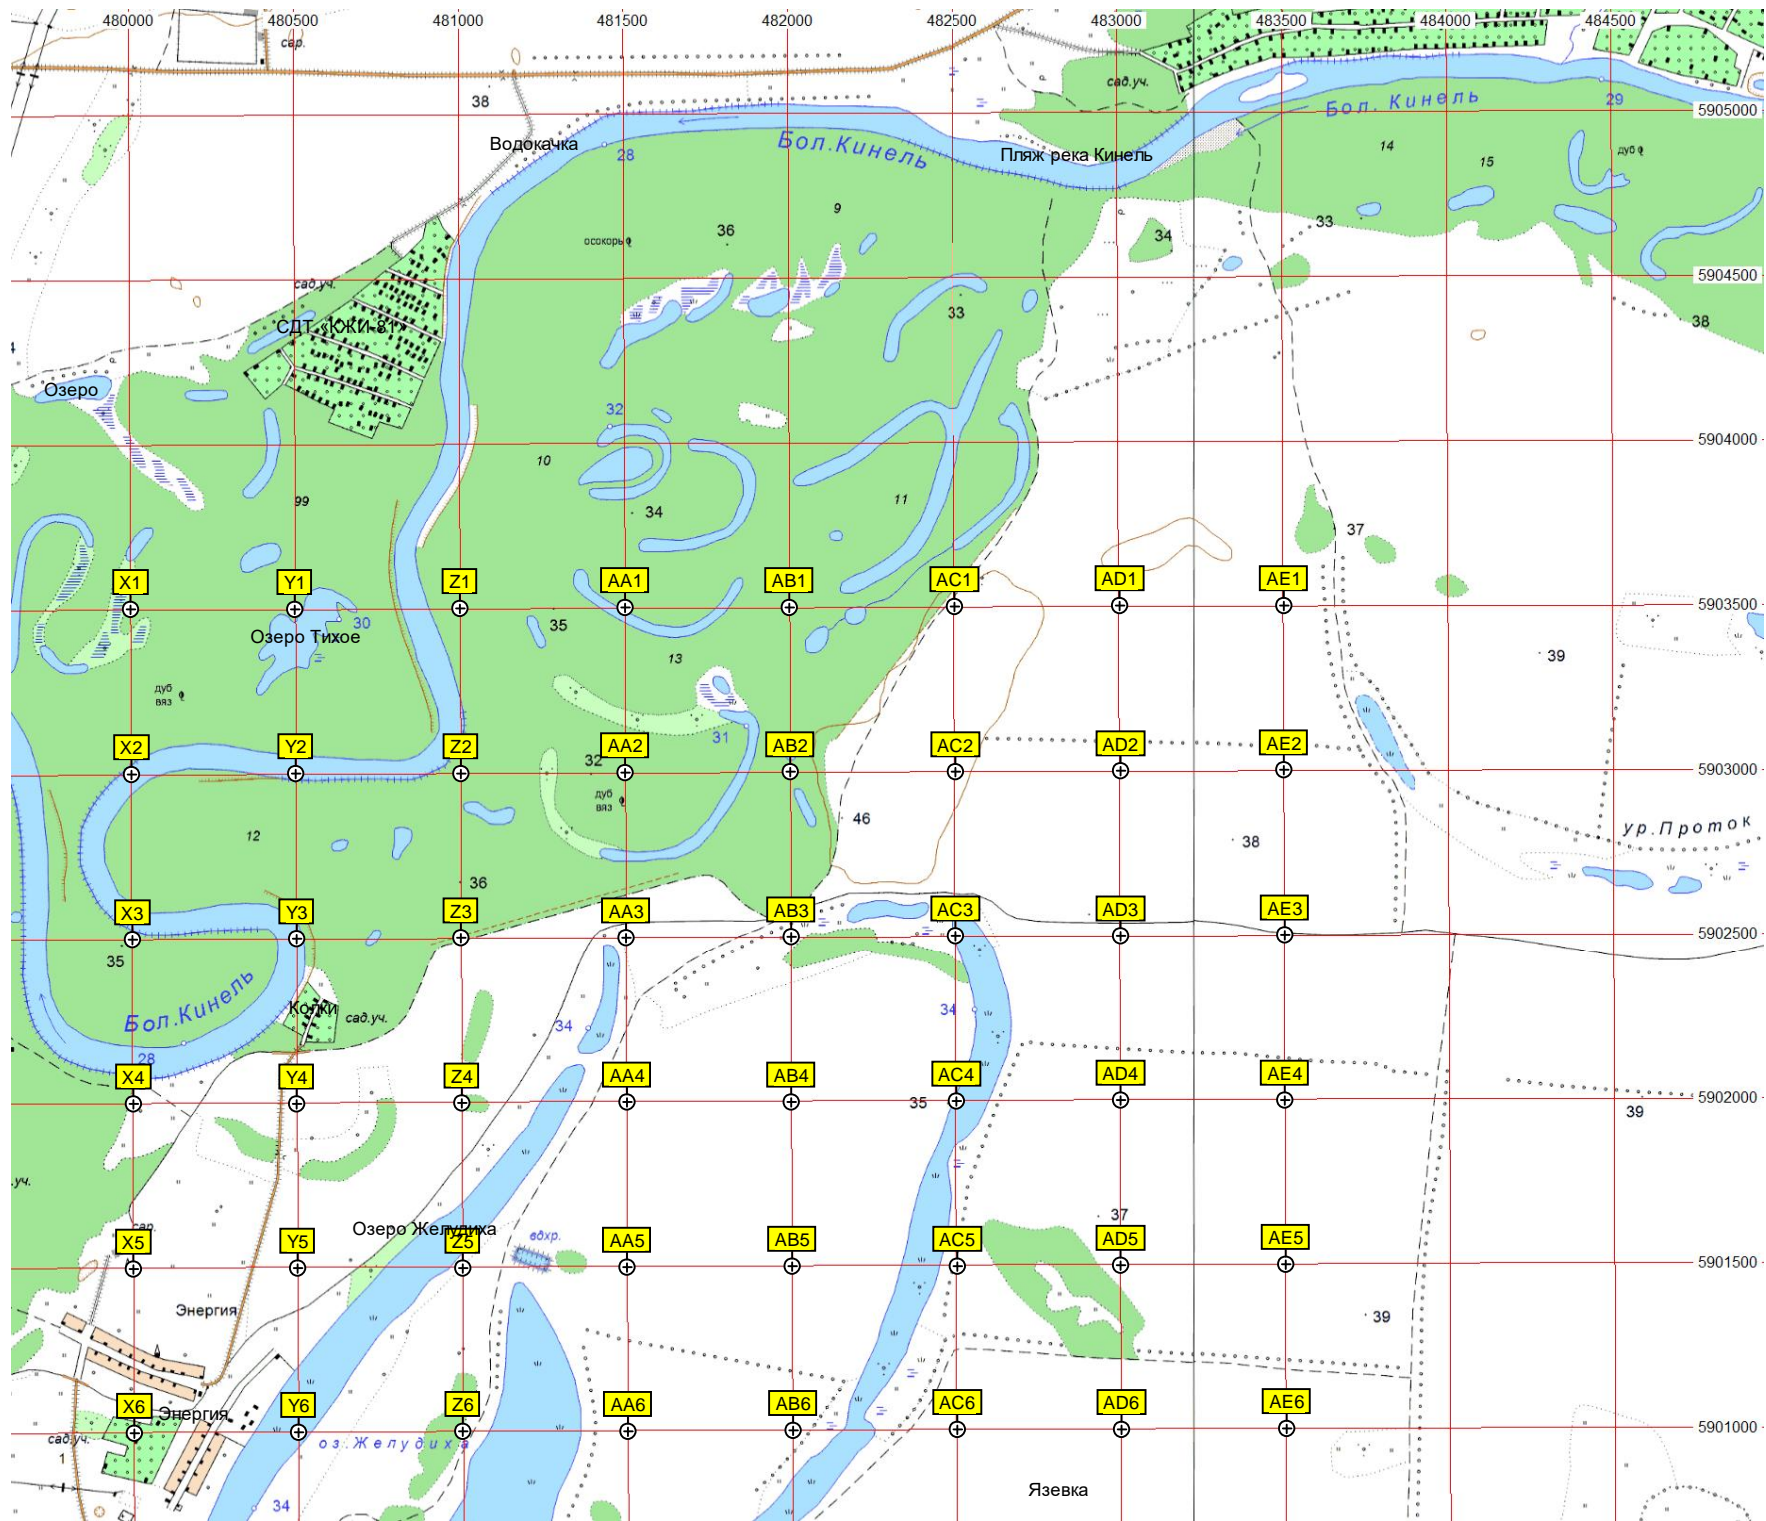 480000 480500 481000 481500 482000 482500 483000 483500 484000 484500
сар.
38
сад.уч.
Бол. Кинель
29
5905000
Водокачка
28
Бол.Кинель
Пляж река Кинель
14
15
дуб
9
36
осокорь
34
33
5904500
сад.уч.
СДТ «КЖИ-81»
33
38
Озеро
32
5904000
10
99
11
34
37
X1 Y1 Z1 AA1 AB1 AC1 AD1 AE1
5903500
30
Озеро Тихое
35
13
39
дуб
вяз
31
X2 Y2 Z2 AA2 AB2 AC2 AD2 AE2
32
5903000
дуб
вяз
12
46
38
ур.Проток
36
X3 Y3 Z3 AA3 AB3 AC3 AD3 AE3
5902500
35
Бол.Кинель
Колки
сад.уч.
34
34
28
X4 Y4 Z4 AA4 AB4 AC4 AD4 AE4
5902000
35
39
.уч.
сар.
Озеро Желудиха
37
вдхр.
X5 Y5 Z5 AA5 AB5 AC5 AD5 AE5
5901500
Энергия
39
X6 Y6 Z6 AA6 AB6 AC6 AD6 AE6
Энергия
5901000
сад.уч.
оз.Желудиха
1
Язевка
34